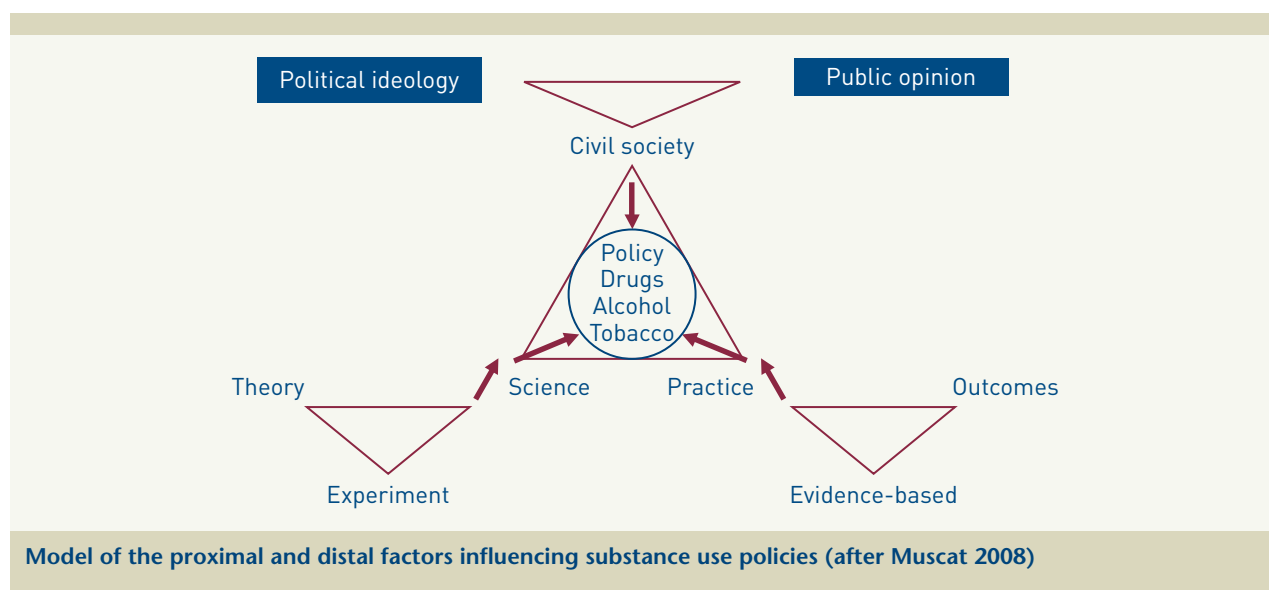 Political ideology
Public opinion
Civil society
Policy
Drugs
Alcohol
Tobacco
Theory
Science
Practice
Outcomes
Experiment
Evidence-based
Model of the proximal and distal factors influencing substance use policies (after Muscat 2008)